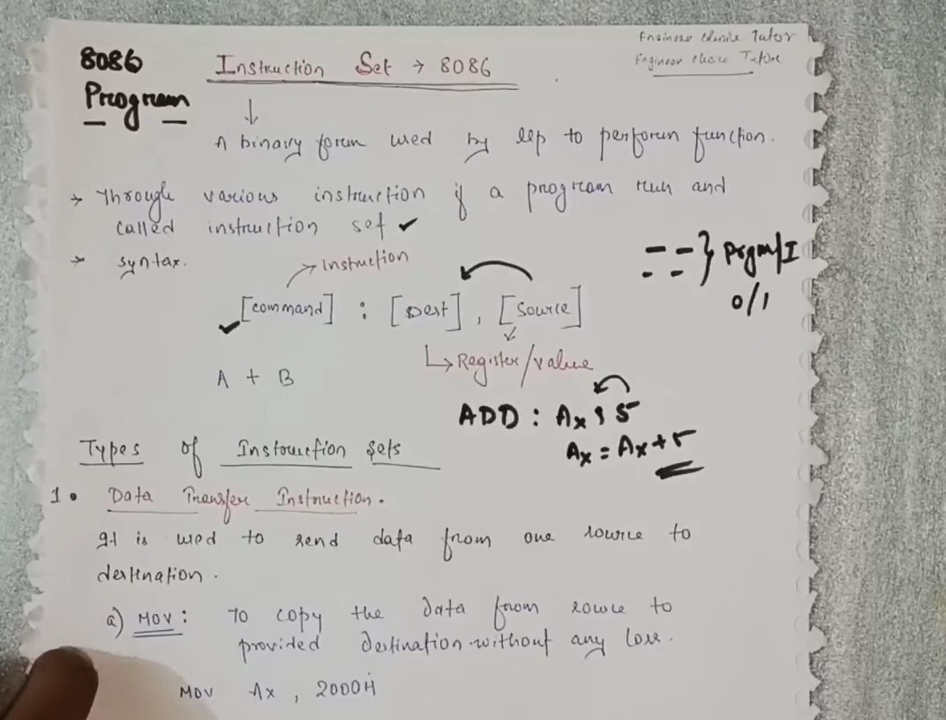 8086
Program
Instruction Set → 8086
Engineer Choice Tutor
Engineer Choice Tutor
↓
A binary form used by up to perform function.
→ Through various instruction if a program run and
called instruction set ✓
→ syntax.
→ Instruction
-- --} Prgm/I
0/1
✓ [command] : [Dest], [Source]
↳ Register/value
A + B
ADD : Ax, 5
Ax = Ax + 5
Types of Instruction Sets
1. Data Transfer Instruction.
It is used to send data from one source to
destination.
a) MOV: To copy the data from source to
provided destination without any loss.
MOV Ax, 2000H